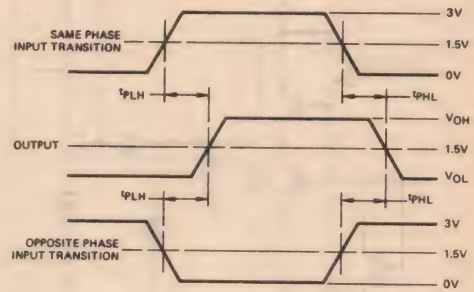 SAME PHASE
INPUT TRANSITION
3V
1.5V
0V
tPLH
tPHL
OUTPUT
VOH
1.5V
VOL
tPLH
tPHL
OPPOSITE PHASE
INPUT TRANSITION
3V
1.5V
0V